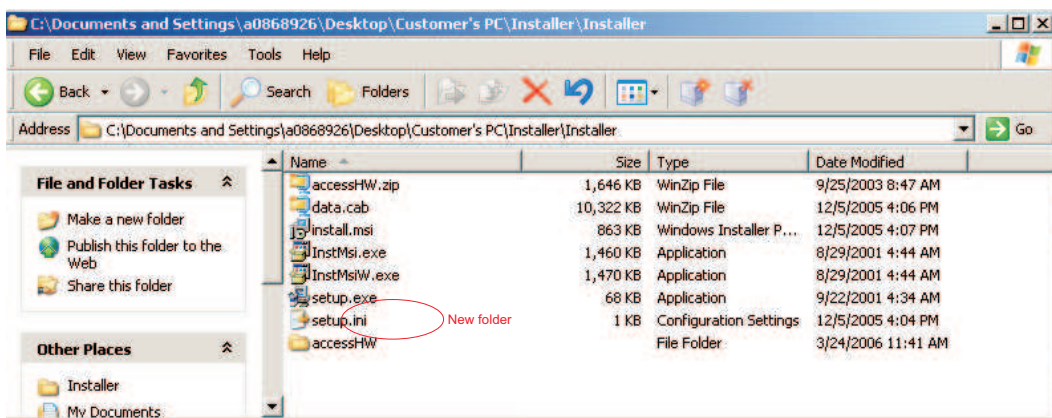 C:\Documents and Settings\a0868926\Desktop\Customer's PC\Installer\Installer
File Edit View Favorites Tools Help
Back Search Folders
Address C:\Documents and Settings\a0868926\Desktop\Customer's PC\Installer\Installer Go
File and Folder Tasks
Make a new folder
Publish this folder to the
Web
Share this folder
Other Places
Installer
My Documents
Name Size Type Date Modified
accessHW.zip 1,646 KB WinZip File 9/25/2003 8:47 AM
data.cab 10,322 KB WinZip File 12/5/2005 4:06 PM
install.msi 863 KB Windows Installer P... 12/5/2005 4:07 PM
InstMsi.exe 1,460 KB Application 8/29/2001 4:44 AM
InstMsiW.exe 1,470 KB Application 8/29/2001 4:44 AM
setup.exe 68 KB Application 9/22/2001 4:34 AM
setup.ini New folder 1 KB Configuration Settings 12/5/2005 4:04 PM
accessHW File Folder 3/24/2006 11:41 AM